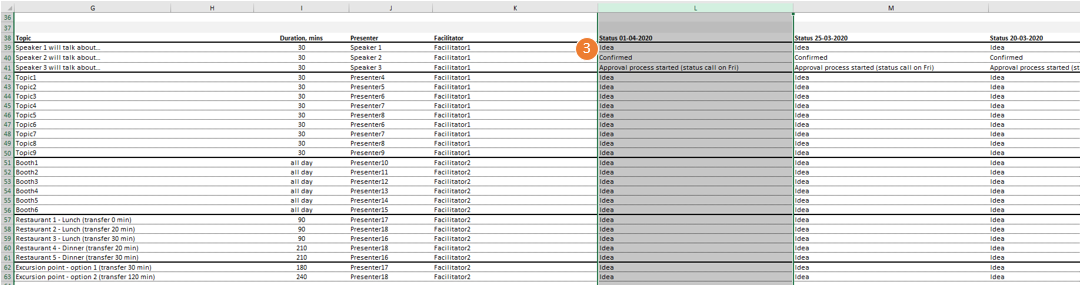 G H I J K L M
36
37
38 Topic Duration, mins Presenter Facilitator Status 01-04-2020 Status 25-03-2020 Status 20-03-2020
39 Speaker 1 will talk about... 30 Speaker 1 Facilitator1 3 Idea Idea Idea
40 Speaker 2 will talk about... 30 Speaker 2 Facilitator1 Confirmed Confirmed Confirmed
41 Speaker 3 will talk about... 30 Speaker 3 Facilitator1 Approval process started (status call on Fri) Approval process started (status call on Fri) Approval process started (st
42 Topic1 30 Presenter4 Facilitator1 Idea Idea Idea
43 Topic2 30 Presenter5 Facilitator1 Idea Idea Idea
44 Topic3 30 Presenter6 Facilitator1 Idea Idea Idea
45 Topic4 30 Presenter7 Facilitator1 Idea Idea Idea
46 Topic5 30 Presenter8 Facilitator1 Idea Idea Idea
47 Topic6 30 Presenter6 Facilitator1 Idea Idea Idea
48 Topic7 30 Presenter7 Facilitator1 Idea Idea Idea
49 Topic8 30 Presenter8 Facilitator1 Idea Idea Idea
50 Topic9 30 Presenter9 Facilitator1 Idea Idea Idea
51 Booth1 all day Presenter10 Facilitator2 Idea Idea Idea
52 Booth2 all day Presenter11 Facilitator2 Idea Idea Idea
53 Booth3 all day Presenter12 Facilitator2 Idea Idea Idea
54 Booth4 all day Presenter13 Facilitator2 Idea Idea Idea
55 Booth5 all day Presenter14 Facilitator2 Idea Idea Idea
56 Booth6 all day Presenter15 Facilitator2 Idea Idea Idea
57 Restaurant 1 - Lunch (transfer 0 min) 90 Presenter17 Facilitator2 Idea Idea Idea
58 Restaurant 2 - Lunch (transfer 20 min) 90 Presenter18 Facilitator2 Idea Idea Idea
59 Restaurant 3 - Lunch (transfer 30 min) 90 Presenter16 Facilitator2 Idea Idea Idea
60 Restaurant 4 - Dinner (transfer 20 min) 210 Presenter18 Facilitator2 Idea Idea Idea
61 Restaurant 5 - Dinner (transfer 30 min) 210 Presenter16 Facilitator2 Idea Idea Idea
62 Excursion point - option 1 (transfer 30 min) 180 Presenter17 Facilitator2 Idea Idea Idea
63 Excursion point - option 2 (transfer 120 min) 240 Presenter18 Facilitator2 Idea Idea Idea